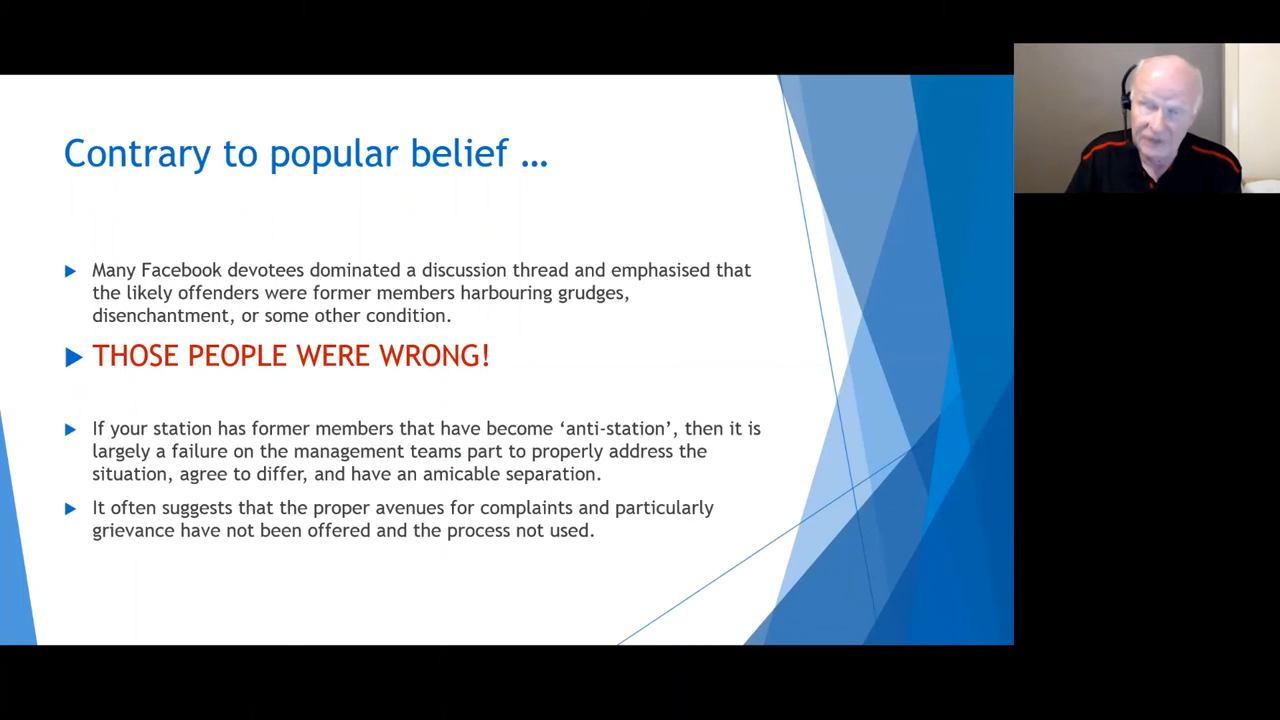 Contrary to popular belief …
Many Facebook devotees dominated a discussion thread and emphasised that
the likely offenders were former members harbouring grudges,
disenchantment, or some other condition.
THOSE PEOPLE WERE WRONG!
If your station has former members that have become ‘anti-station’, then it is
largely a failure on the management teams part to properly address the
situation, agree to differ, and have an amicable separation.
It often suggests that the proper avenues for complaints and particularly
grievance have not been offered and the process not used.